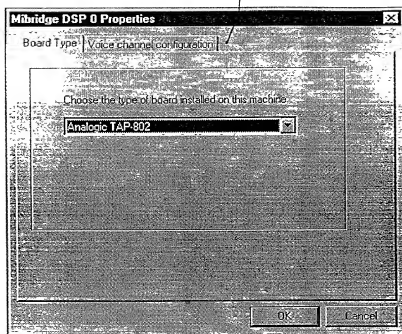 Mibridge DSP 0 Properties
Board Type Voice channel configuration
Choose the type of board installed on this machine
Analogic TAP-802
OK Cancel